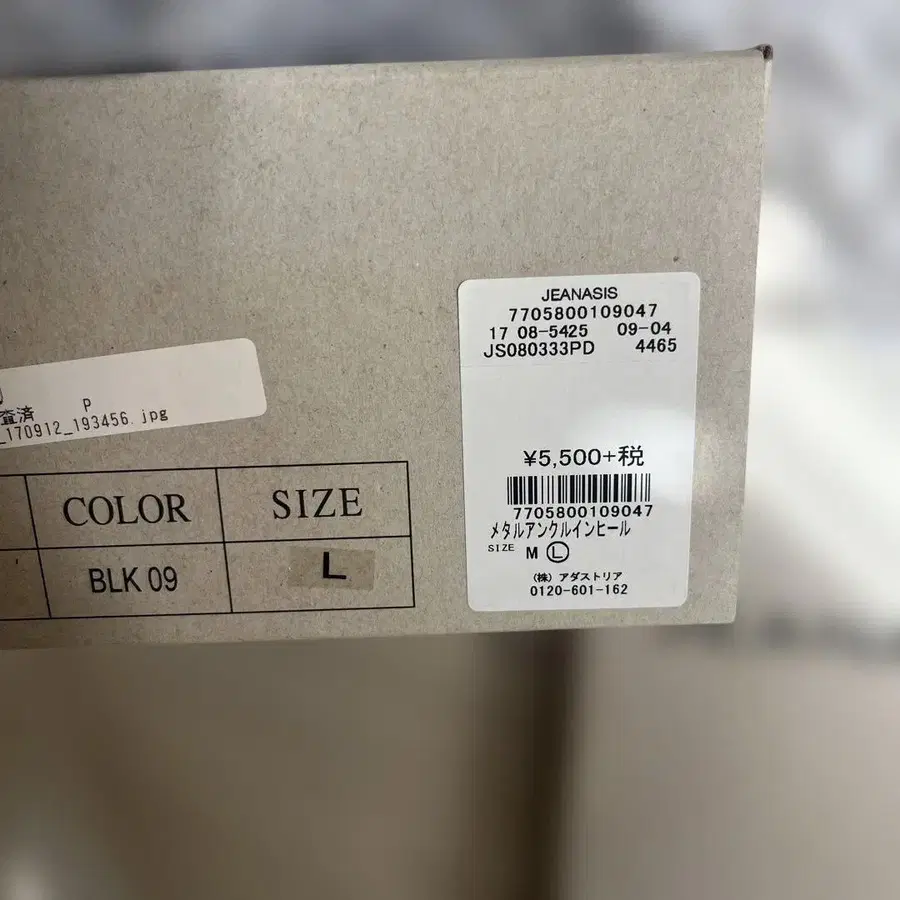 JEANASIS
7705800109047
17 08-5425 09-04
JS080333PD 4465
¥5,500+税
7705800109047
メタルアンクルインヒール
SIZE M Ⓛ
(株) アダストリア
0120-601-162
査済 P
_170912_193456.jpg
COLOR SIZE
BLK 09 L